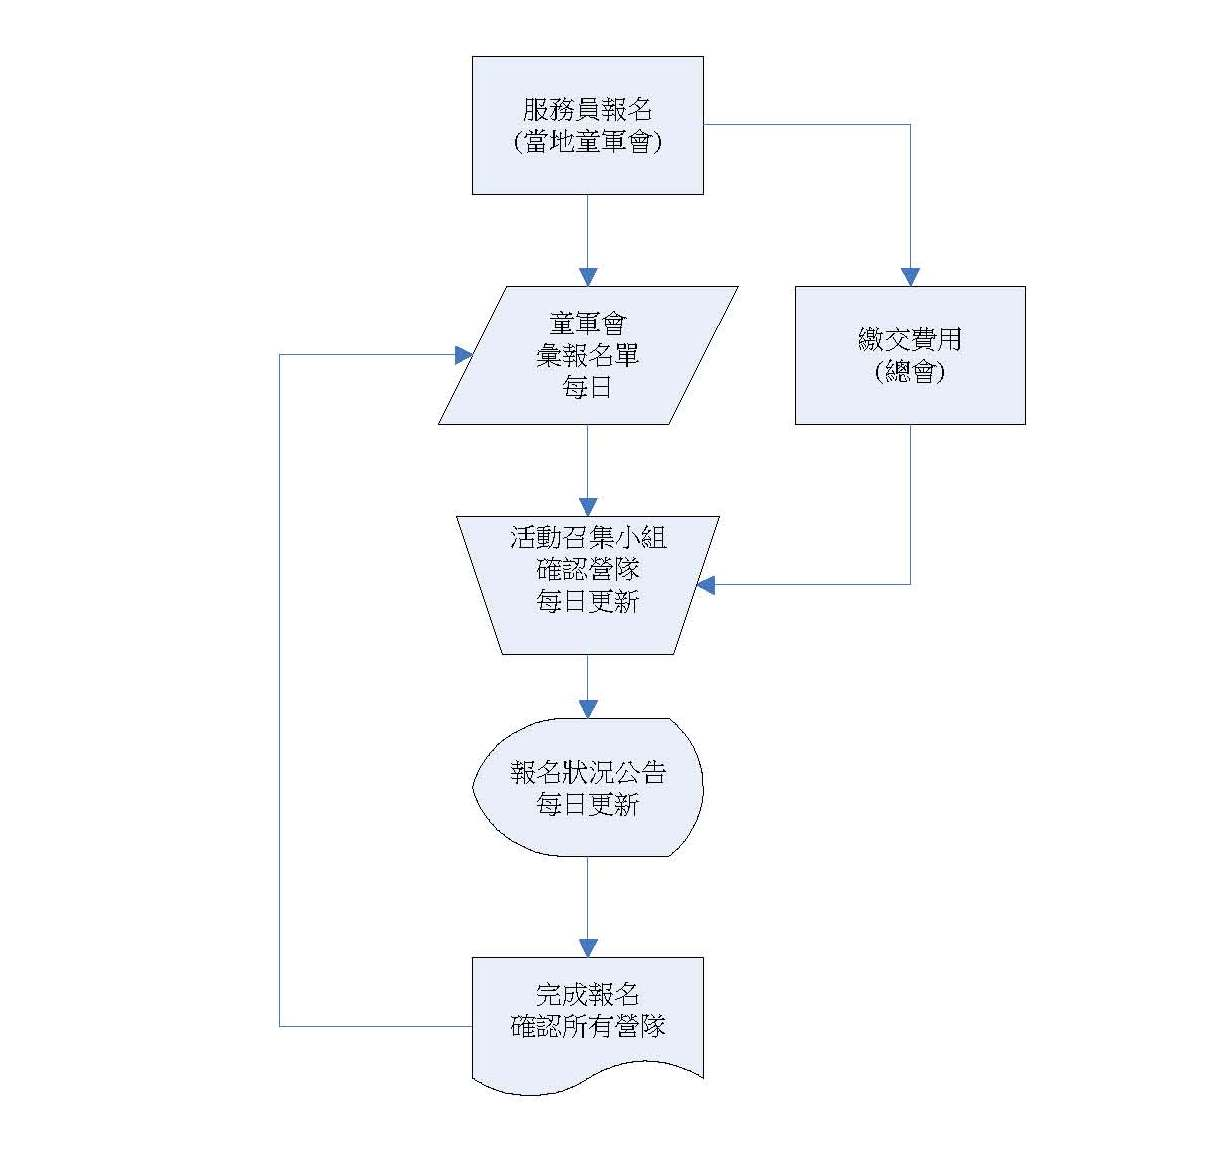 服務員報名
(當地童軍會)
童軍會
彙報名單
每日
繳交費用
(總會)
活動召集小組
確認營隊
每日更新
報名狀況公告
每日更新
完成報名
確認所有營隊